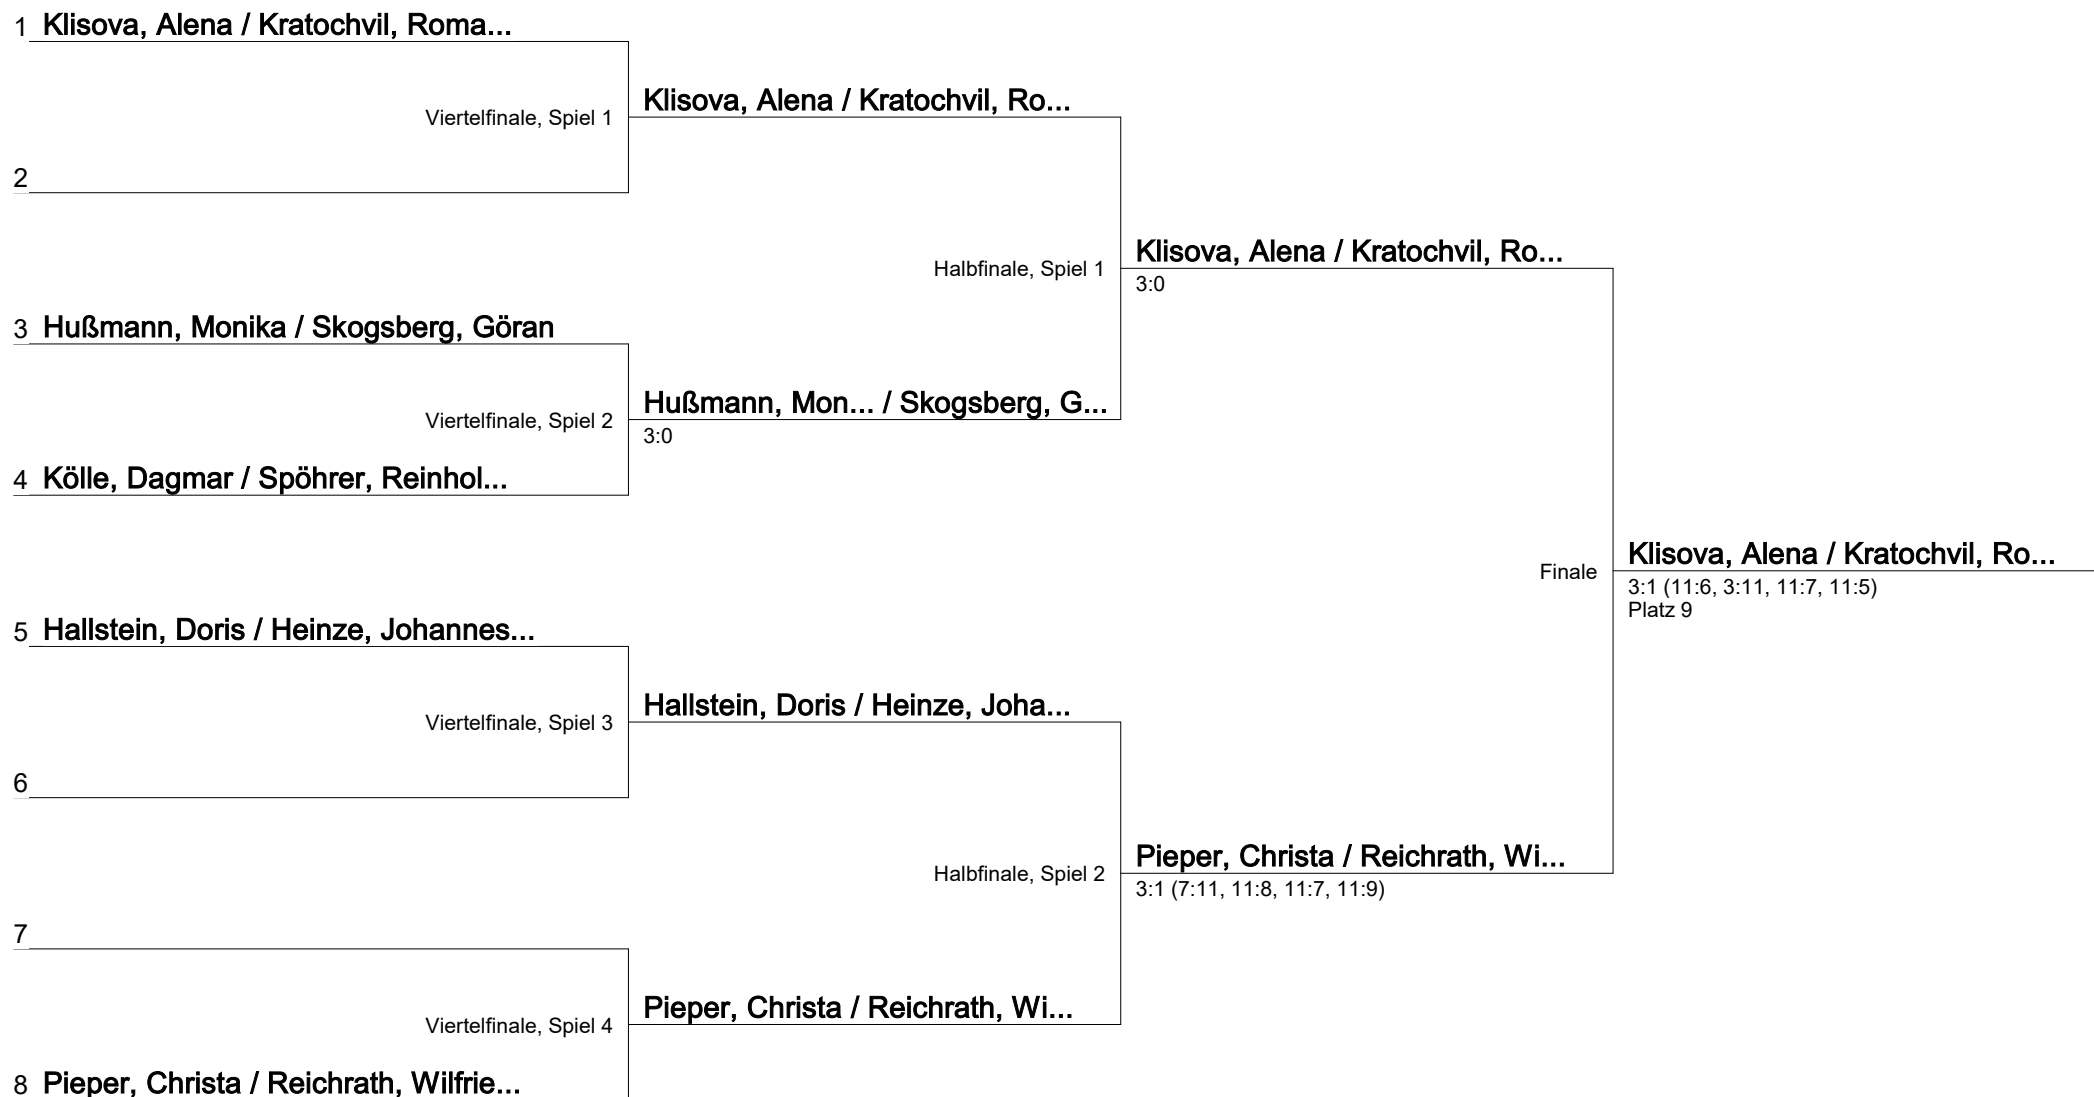 1 Klisova, Alena / Kratochvil, Roma...
Klisova, Alena / Kratochvil, Ro...
Viertelfinale, Spiel 1
2
Klisova, Alena / Kratochvil, Ro...
Halbfinale, Spiel 1
3:0
3 Hußmann, Monika / Skogsberg, Göran
Hußmann, Mon... / Skogsberg, G...
Viertelfinale, Spiel 2
3:0
4 Kölle, Dagmar / Spöhrer, Reinhol...
Klisova, Alena / Kratochvil, Ro...
Finale
3:1 (11:6, 3:11, 11:7, 11:5)
Platz 9
5 Hallstein, Doris / Heinze, Johannes...
Hallstein, Doris / Heinze, Joha...
Viertelfinale, Spiel 3
6
Pieper, Christa / Reichrath, Wi...
Halbfinale, Spiel 2
3:1 (7:11, 11:8, 11:7, 11:9)
7
Pieper, Christa / Reichrath, Wi...
Viertelfinale, Spiel 4
8 Pieper, Christa / Reichrath, Wilfrie...